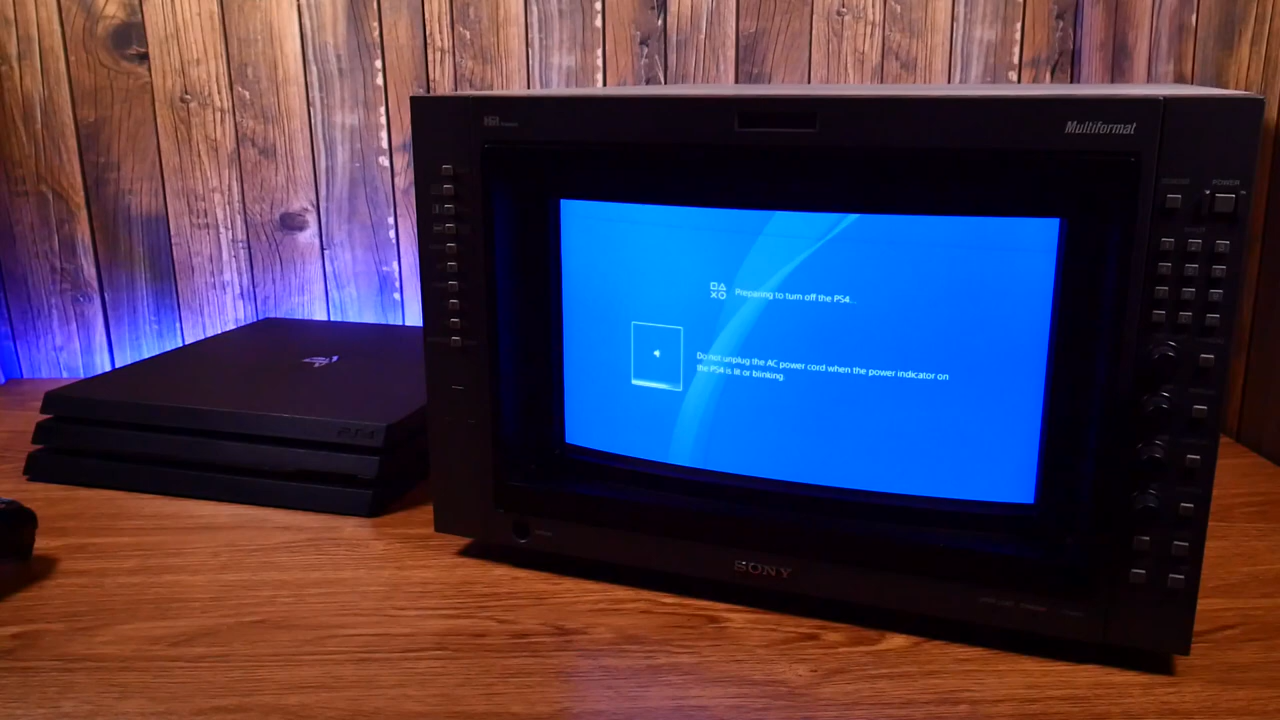 Multiformat
POWER
Preparing to turn off the PS4...
Do not unplug the AC power cord when the power indicator on
the PS4 is lit or blinking.
PS4
SONY